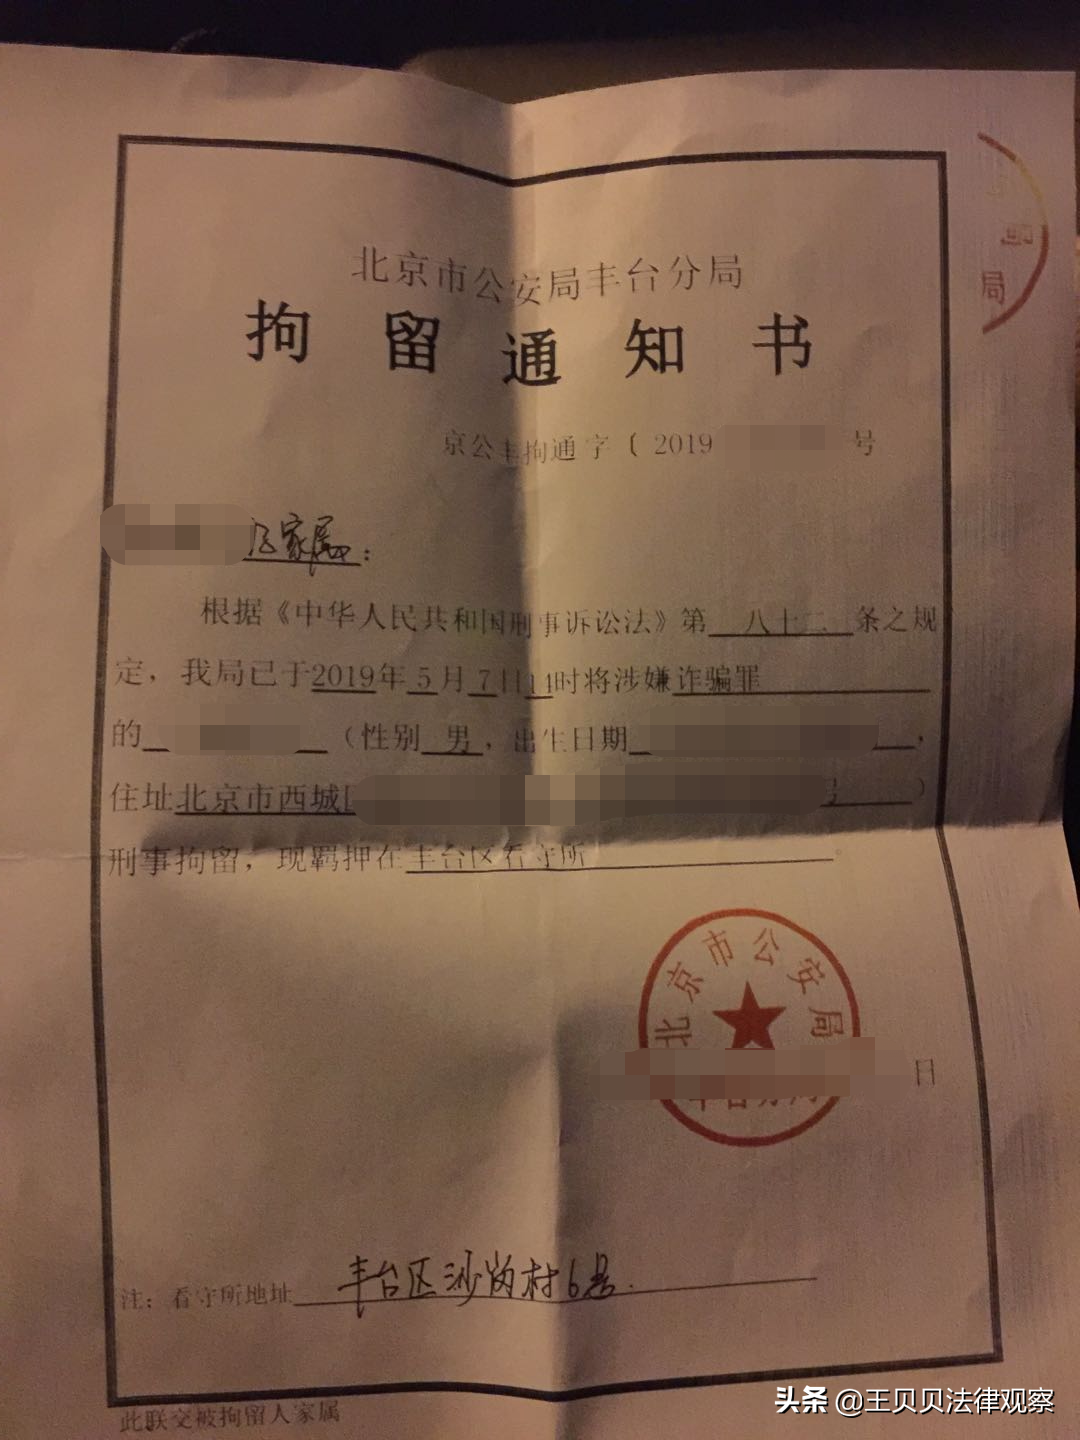 北京市公安局丰台分局
拘留通知书
京公丰拘通字〔2019 号
家属：
根据《中华人民共和国刑事诉讼法》第八十二条之规
定，我局已于2019年5月7日14时将涉嫌诈骗罪
的 （性别男，出生日期 ，
住址北京市西城区 号 ）
刑事拘留，现羁押在丰台区看守所 。
北京市公安局
丰台分局
日
局
注：看守所地址 丰台区沙岗村6号.
此联交被拘留人家属
头条 @王贝贝法律观察